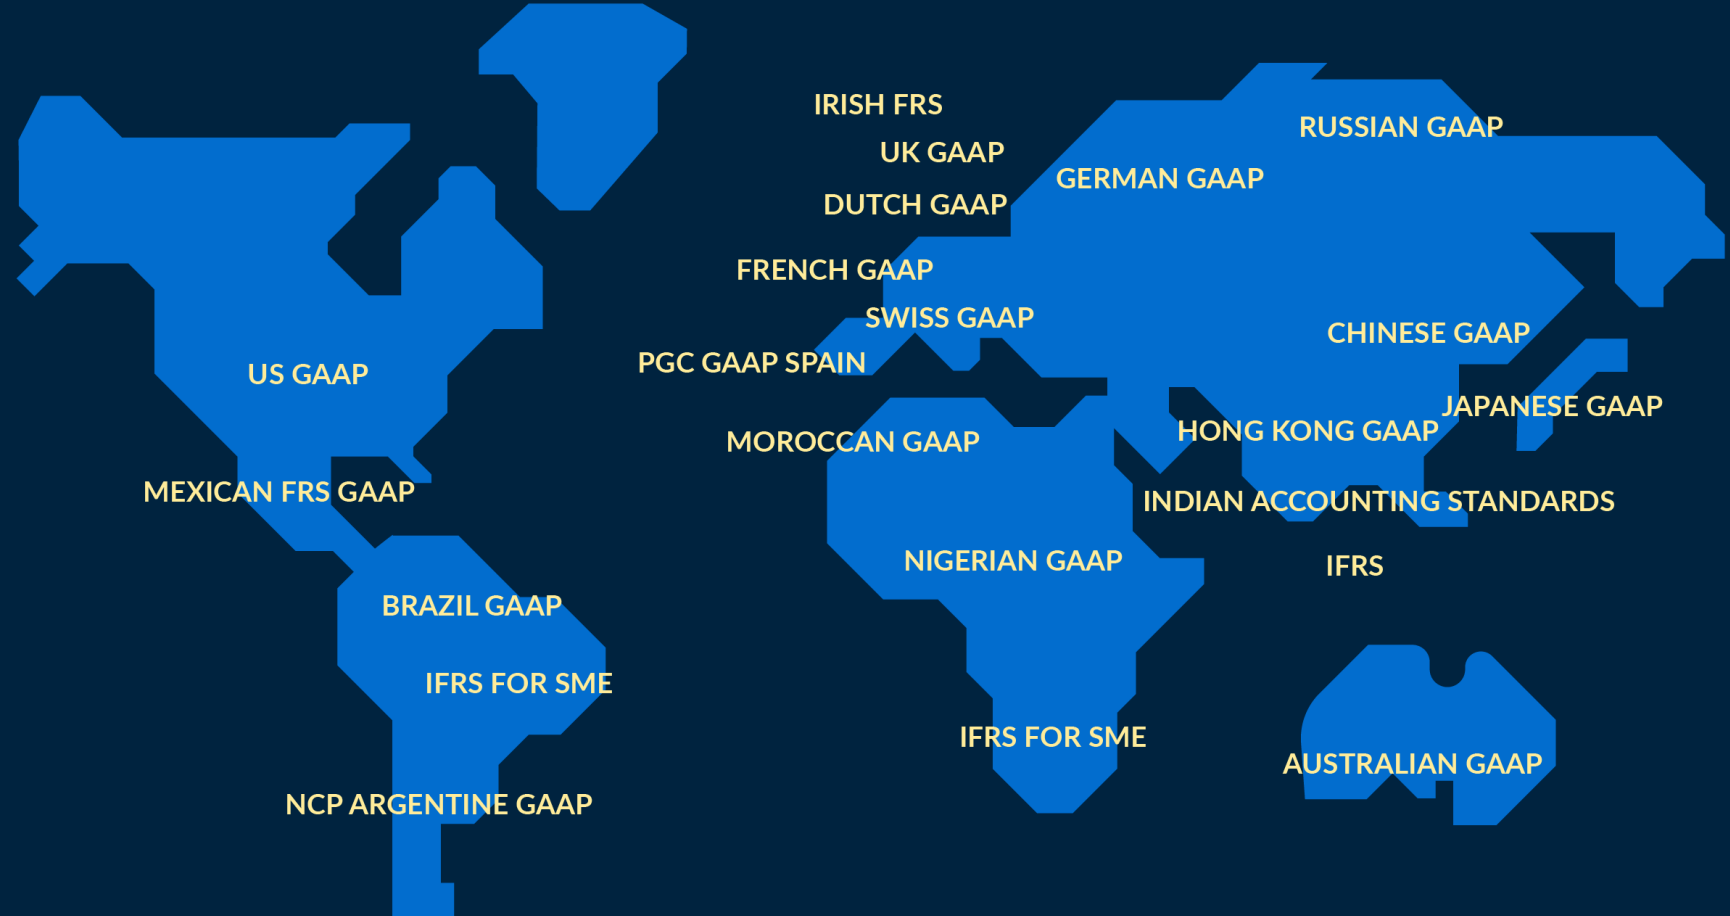 IRISH FRS
RUSSIAN GAAP
UK GAAP
GERMAN GAAP
DUTCH GAAP
FRENCH GAAP
SWISS GAAP
CHINESE GAAP
PGC GAAP SPAIN
US GAAP
JAPANESE GAAP
HONG KONG GAAP
MOROCCAN GAAP
MEXICAN FRS GAAP
INDIAN ACCOUNTING STANDARDS
NIGERIAN GAAP
IFRS
BRAZIL GAAP
IFRS FOR SME
IFRS FOR SME
AUSTRALIAN GAAP
NCP ARGENTINE GAAP